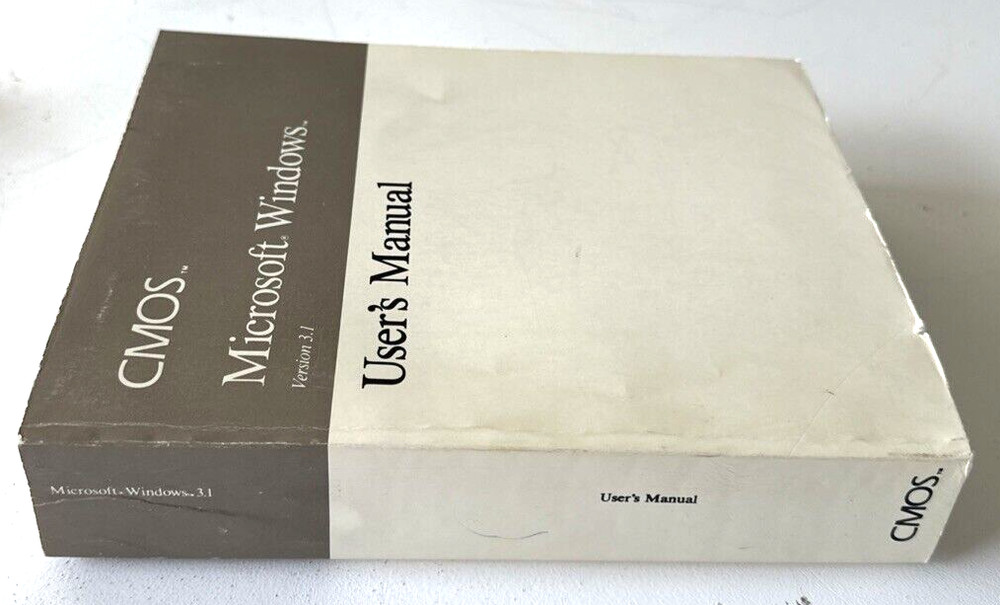 CMOS™
Microsoft® Windows™
Version 3.1
User's Manual
Microsoft® Windows™ 3.1
User's Manual
CMOS™